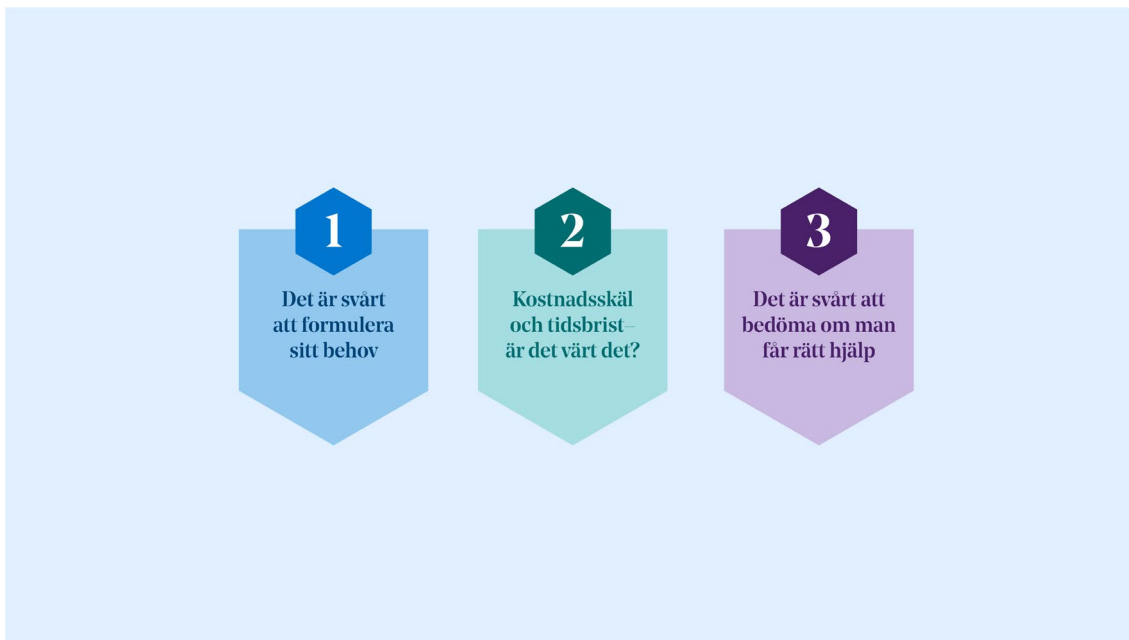 1
Det är svårt
att formulera
sitt behov
2
Kostnadsskäl
och tidsbrist–
är det värt det?
3
Det är svårt att
bedöma om man
får rätt hjälp